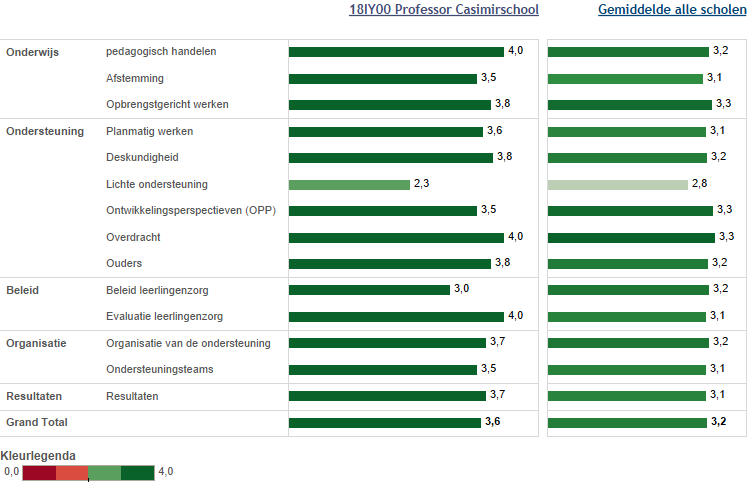 18IY00 Professor Casimirschool Gemiddelde alle scholen
Onderwijs pedagogisch handelen 4,0 3,2
Afstemming 3,5 3,1
Opbrengstgericht werken 3,8 3,3
Ondersteuning Planmatig werken 3,6 3,1
Deskundigheid 3,8 3,2
Lichte ondersteuning 2,3 2,8
Ontwikkelingsperspectieven (OPP) 3,5 3,3
Overdracht 4,0 3,3
Ouders 3,8 3,2
Beleid Beleid leerlingenzorg 3,0 3,2
Evaluatie leerlingenzorg 4,0 3,1
Organisatie Organisatie van de ondersteuning 3,7 3,2
Ondersteuningsteams 3,5 3,1
Resultaten Resultaten 3,7 3,1
Grand Total 3,6 3,2
Kleurlegenda
0,0 4,0